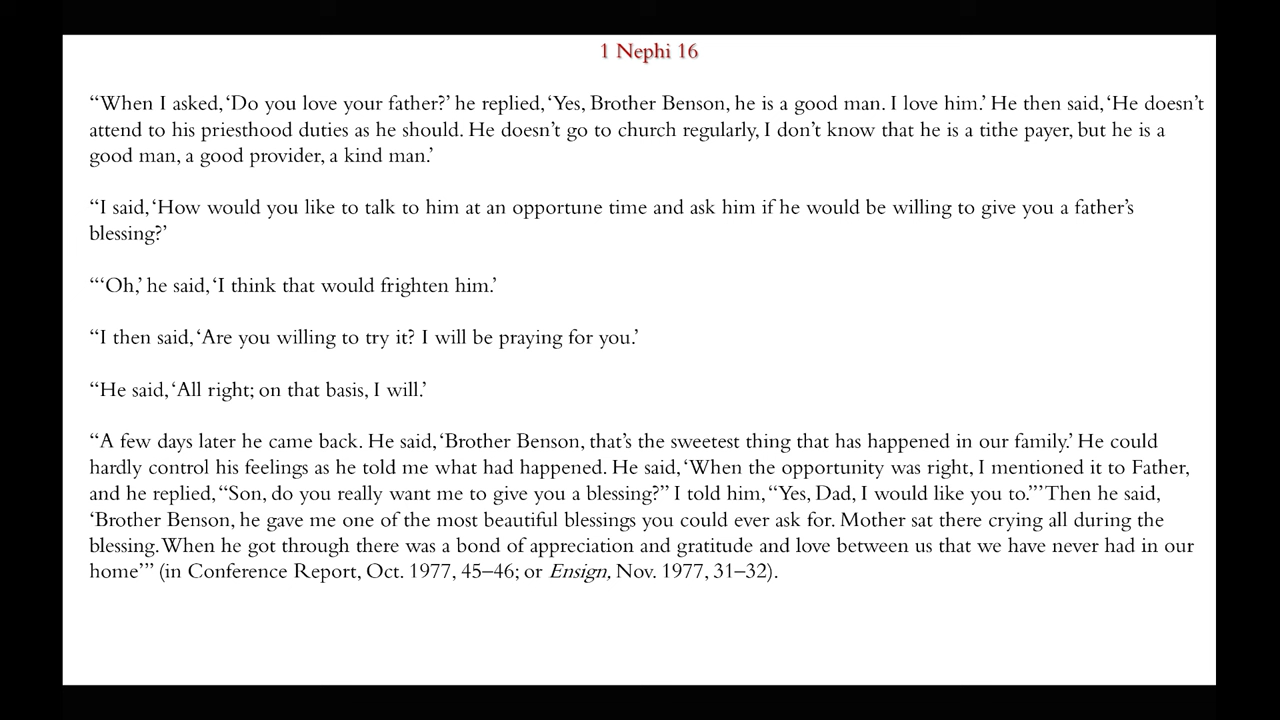 1 Nephi 16
“When I asked, ‘Do you love your father?’ he replied, ‘Yes, Brother Benson, he is a good man. I love him.’ He then said, ‘He doesn’t
attend to his priesthood duties as he should. He doesn’t go to church regularly, I don’t know that he is a tithe payer, but he is a
good man, a good provider, a kind man.’
“I said, ‘How would you like to talk to him at an opportune time and ask him if he would be willing to give you a father’s
blessing?’
“‘Oh,’ he said, ‘I think that would frighten him.’
“I then said, ‘Are you willing to try it? I will be praying for you.’
“He said, ‘All right; on that basis, I will.’
“A few days later he came back. He said, ‘Brother Benson, that’s the sweetest thing that has happened in our family.’ He could
hardly control his feelings as he told me what had happened. He said, ‘When the opportunity was right, I mentioned it to Father,
and he replied, “Son, do you really want me to give you a blessing?” I told him, “Yes, Dad, I would like you to.”’ Then he said,
‘Brother Benson, he gave me one of the most beautiful blessings you could ever ask for. Mother sat there crying all during the
blessing. When he got through there was a bond of appreciation and gratitude and love between us that we have never had in our
home’” (in Conference Report, Oct. 1977, 45–46; or Ensign, Nov. 1977, 31–32).